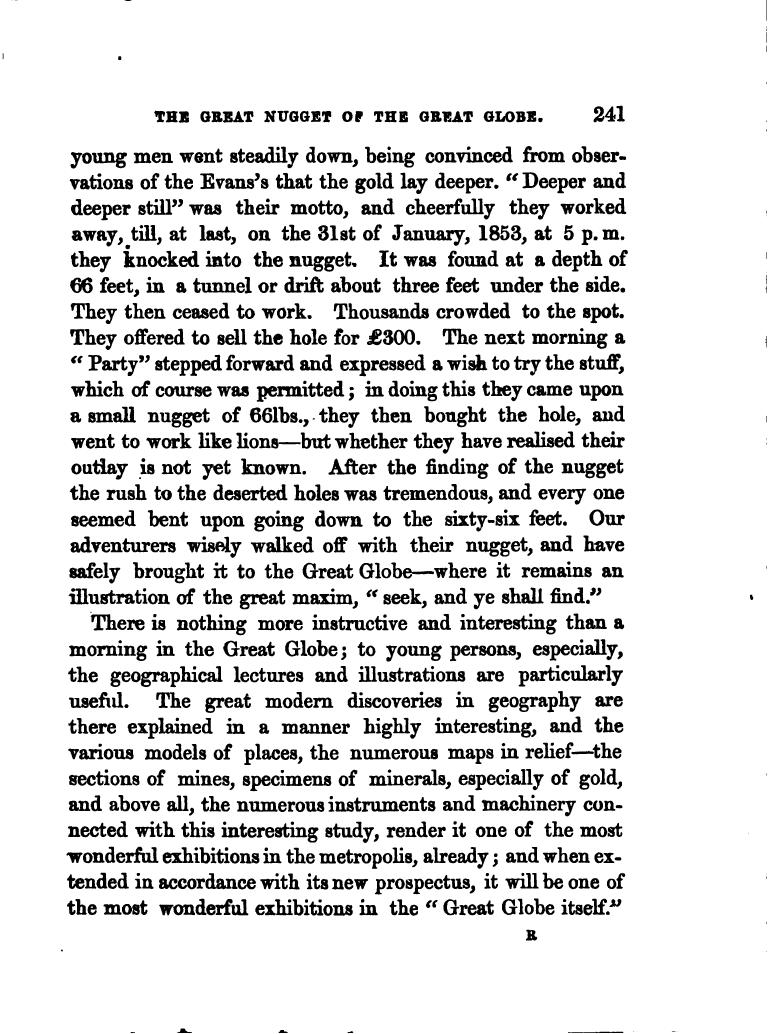 THE GREAT NUGGET OF THE GREAT GLOBE. 241
young men went steadily down, being convinced from obser-
vations of the Evans's that the gold lay deeper. “Deeper and
deeper still” was their motto, and cheerfully they worked
away, till, at last, on the 31st of January, 1853, at 5 p.m.
they knocked into the nugget. It was found at a depth of
66 feet, in a tunnel or drift about three feet under the side.
They then ceased to work. Thousands crowded to the spot.
They offered to sell the hole for £300. The next morning a
“Party” stepped forward and expressed a wish to try the stuff,
which of course was permitted; in doing this they came upon
a small nugget of 66lbs., they then bought the hole, and
went to work like lions—but whether they have realised their
outlay is not yet known. After the finding of the nugget
the rush to the deserted holes was tremendous, and every one
seemed bent upon going down to the sixty-six feet. Our
adventurers wisely walked off with their nugget, and have
safely brought it to the Great Globe—where it remains an
illustration of the great maxim, “seek, and ye shall find.”
There is nothing more instructive and interesting than a
morning in the Great Globe; to young persons, especially,
the geographical lectures and illustrations are particularly
useful. The great modern discoveries in geography are
there explained in a manner highly interesting, and the
various models of places, the numerous maps in relief—the
sections of mines, specimens of minerals, especially of gold,
and above all, the numerous instruments and machinery con-
nected with this interesting study, render it one of the most
wonderful exhibitions in the metropolis, already; and when ex-
tended in accordance with its new prospectus, it will be one of
the most wonderful exhibitions in the “Great Globe itself.”
R